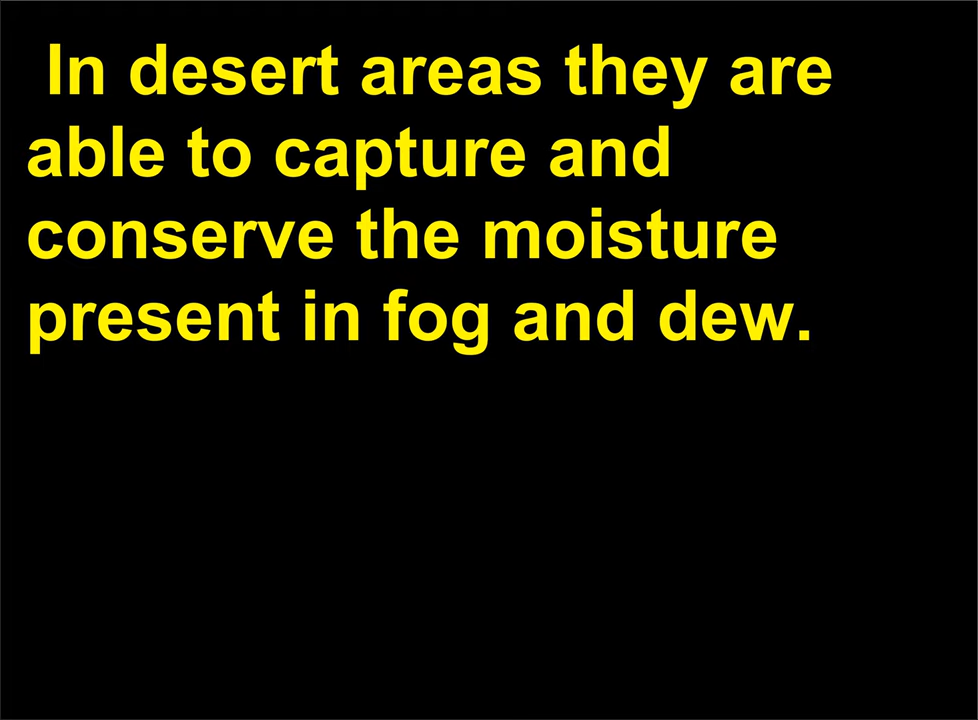 In desert areas they are
able to capture and
conserve the moisture
present in fog and dew.